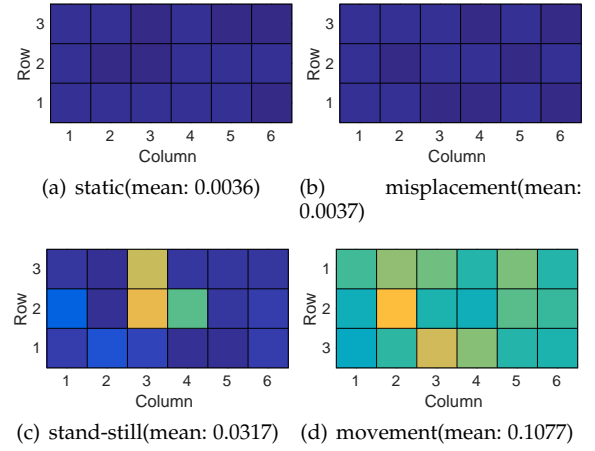 3
2
1
Row
1 2 3 4 5 6
Column
(a) static(mean: 0.0036)
3
2
1
Row
1 2 3 4 5 6
Column
(b) misplacement(mean:
0.0037)
3
2
1
Row
1 2 3 4 5 6
Column
(c) stand-still(mean: 0.0317)
1
2
3
Row
1 2 3 4 5 6
Column
(d) movement(mean: 0.1077)